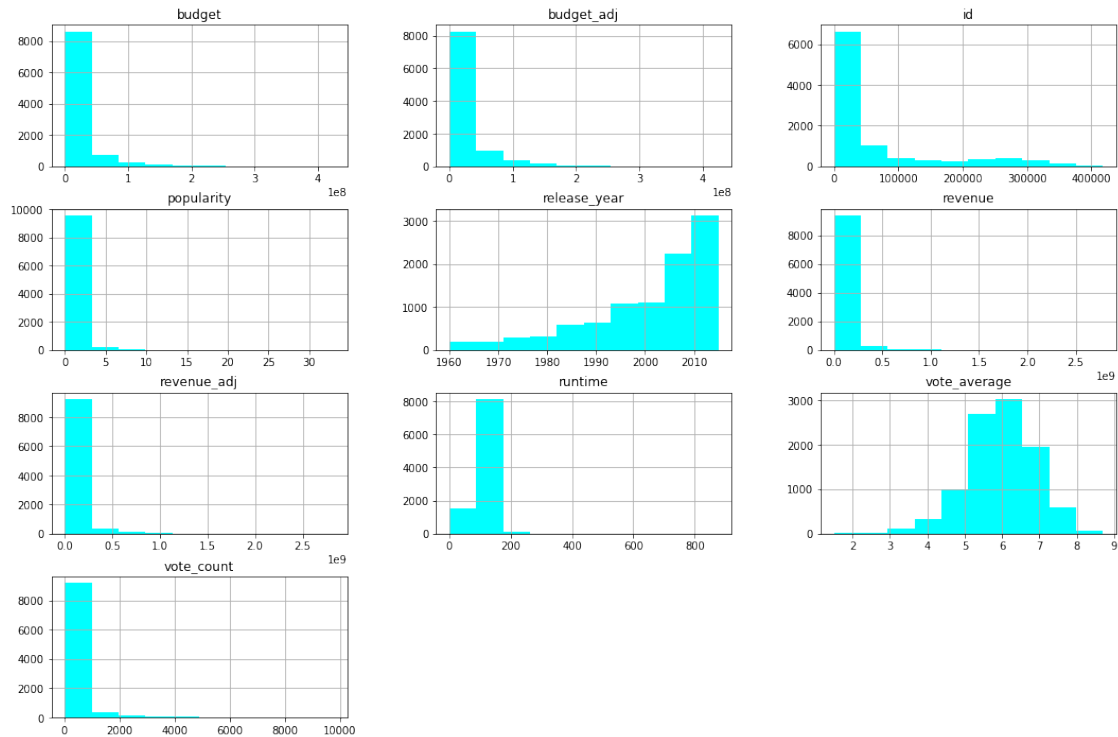 budget budget_adj id
8000 8000 6000
6000 6000 4000
4000 4000
2000 2000 2000
0 0 0
0 1 2 3 4 0 1 2 3 4 0 100000 200000 300000 400000
1e8 1e8
popularity release_year revenue
10000 3000 8000
8000 6000
6000 2000
4000 4000
2000 1000 2000
0 0 0
0 5 10 15 20 25 30 1960 1970 1980 1990 2000 2010 0.0 0.5 1.0 1.5 2.0 2.5
1e9
revenue_adj runtime vote_average
8000 8000 3000
6000 6000 2000
4000 4000
2000 2000 1000
0 0 0
0.0 0.5 1.0 1.5 2.0 2.5 0 200 400 600 800 2 3 4 5 6 7 8 9
1e9
vote_count
8000
6000
4000
2000
0
0 2000 4000 6000 8000 10000